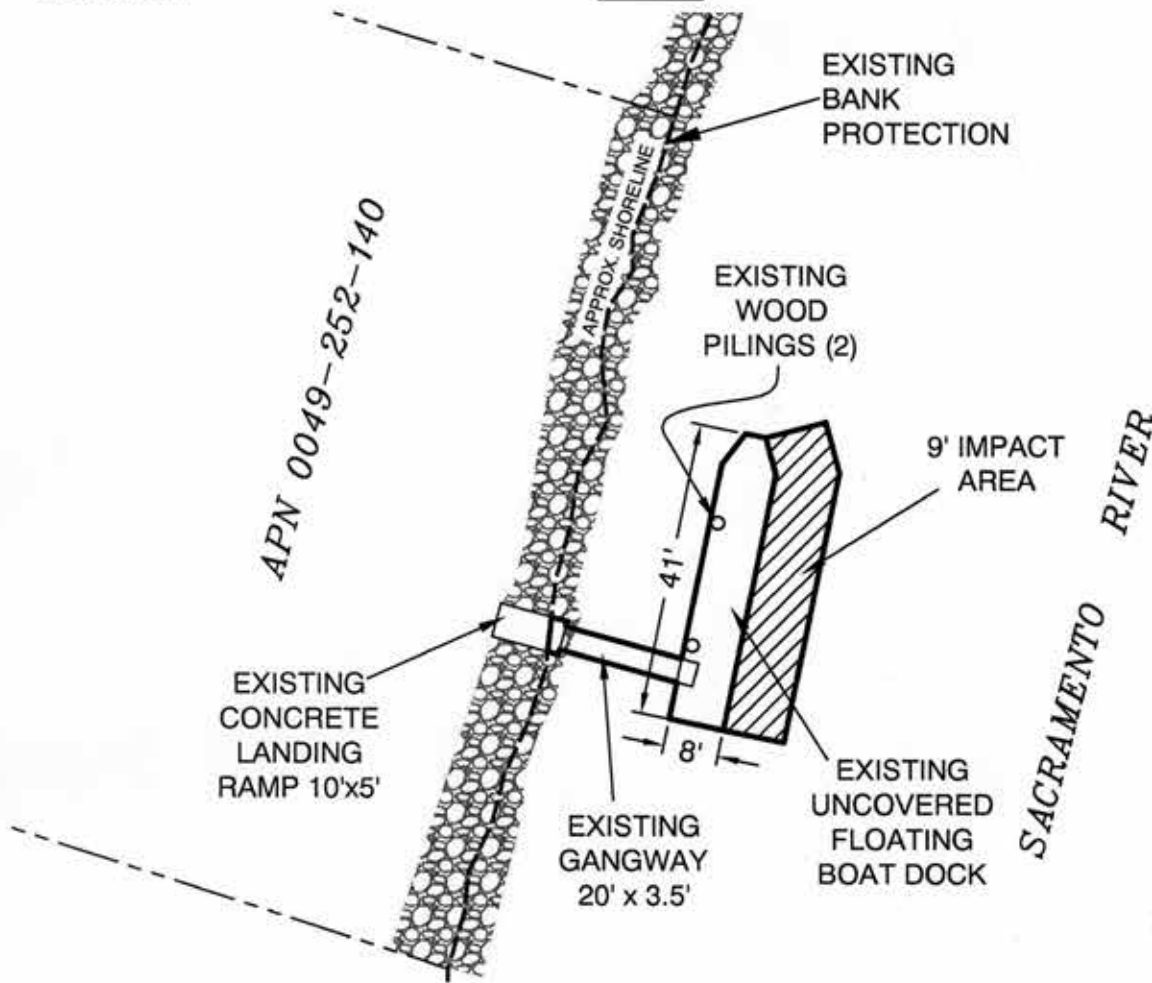 EXISTING
BANK
PROTECTION
APPROX. SHORELINE
APN 0049-252-140
EXISTING
WOOD
PILINGS (2)
9' IMPACT
AREA
SACRAMENTO RIVER
41'
8'
EXISTING
CONCRETE
LANDING
RAMP 10'x5'
EXISTING
GANGWAY
20' x 3.5'
EXISTING
UNCOVERED
FLOATING
BOAT DOCK